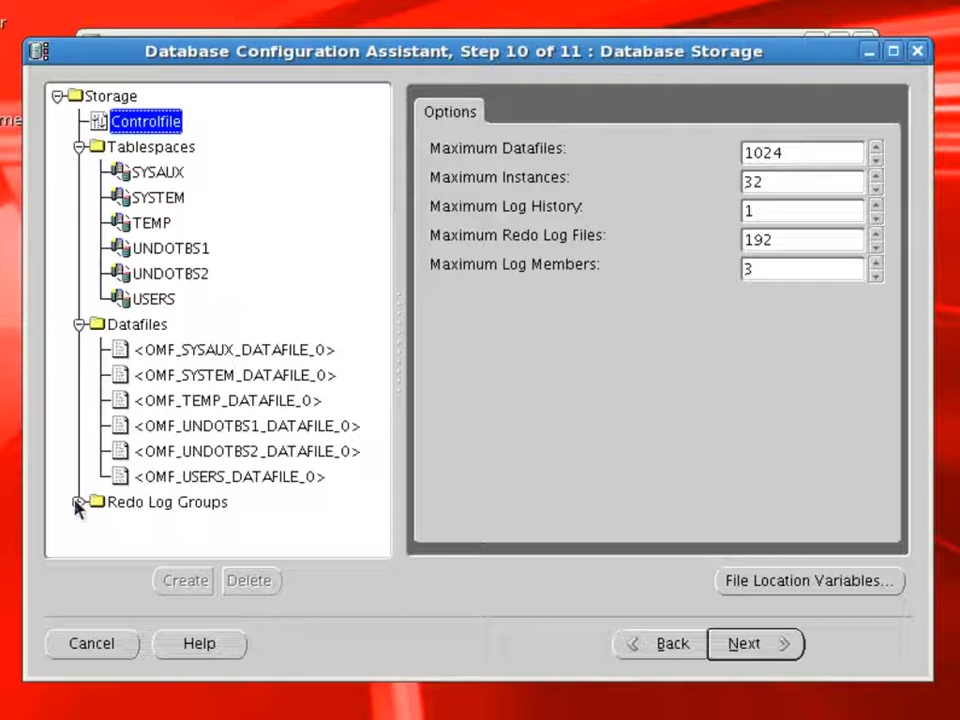 r
Database Configuration Assistant, Step 10 of 11 : Database Storage
me
Storage
Controlfile
Tablespaces
SYSAUX
SYSTEM
TEMP
UNDOTBS1
UNDOTBS2
USERS
Datafiles
<OMF_SYSAUX_DATAFILE_0>
<OMF_SYSTEM_DATAFILE_0>
<OMF_TEMP_DATAFILE_0>
<OMF_UNDOTBS1_DATAFILE_0>
<OMF_UNDOTBS2_DATAFILE_0>
<OMF_USERS_DATAFILE_0>
Redo Log Groups
Options
Maximum Datafiles: 1024
Maximum Instances: 32
Maximum Log History: 1
Maximum Redo Log Files: 192
Maximum Log Members: 3
Create Delete
File Location Variables...
Cancel Help Back Next